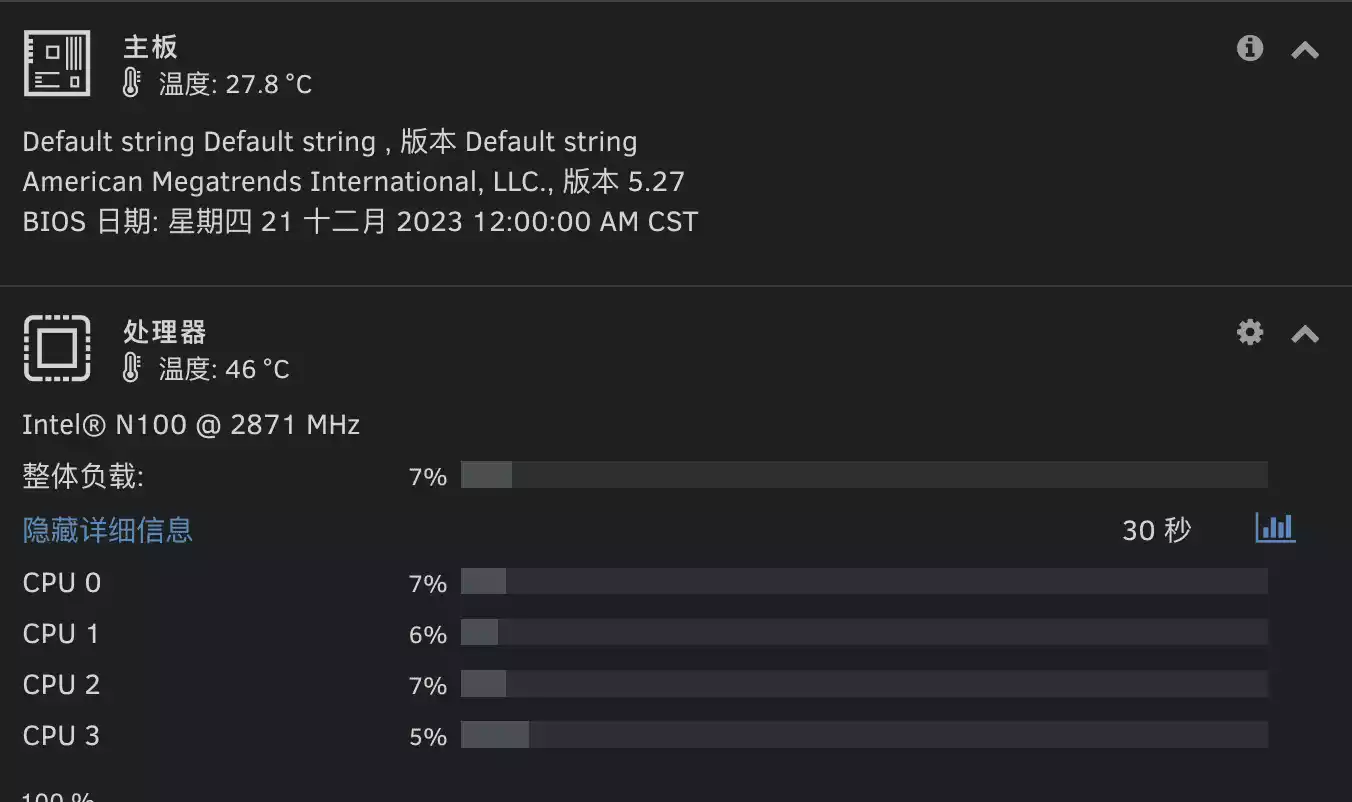 主板
温度: 27.8 °C
Default string Default string , 版本 Default string
American Megatrends International, LLC., 版本 5.27
BIOS 日期: 星期四 21 十二月 2023 12:00:00 AM CST
处理器
温度: 46 °C
Intel® N100 @ 2871 MHz
整体负载: 7%
隐藏详细信息 30 秒
CPU 0 7%
CPU 1 6%
CPU 2 7%
CPU 3 5%
100 %